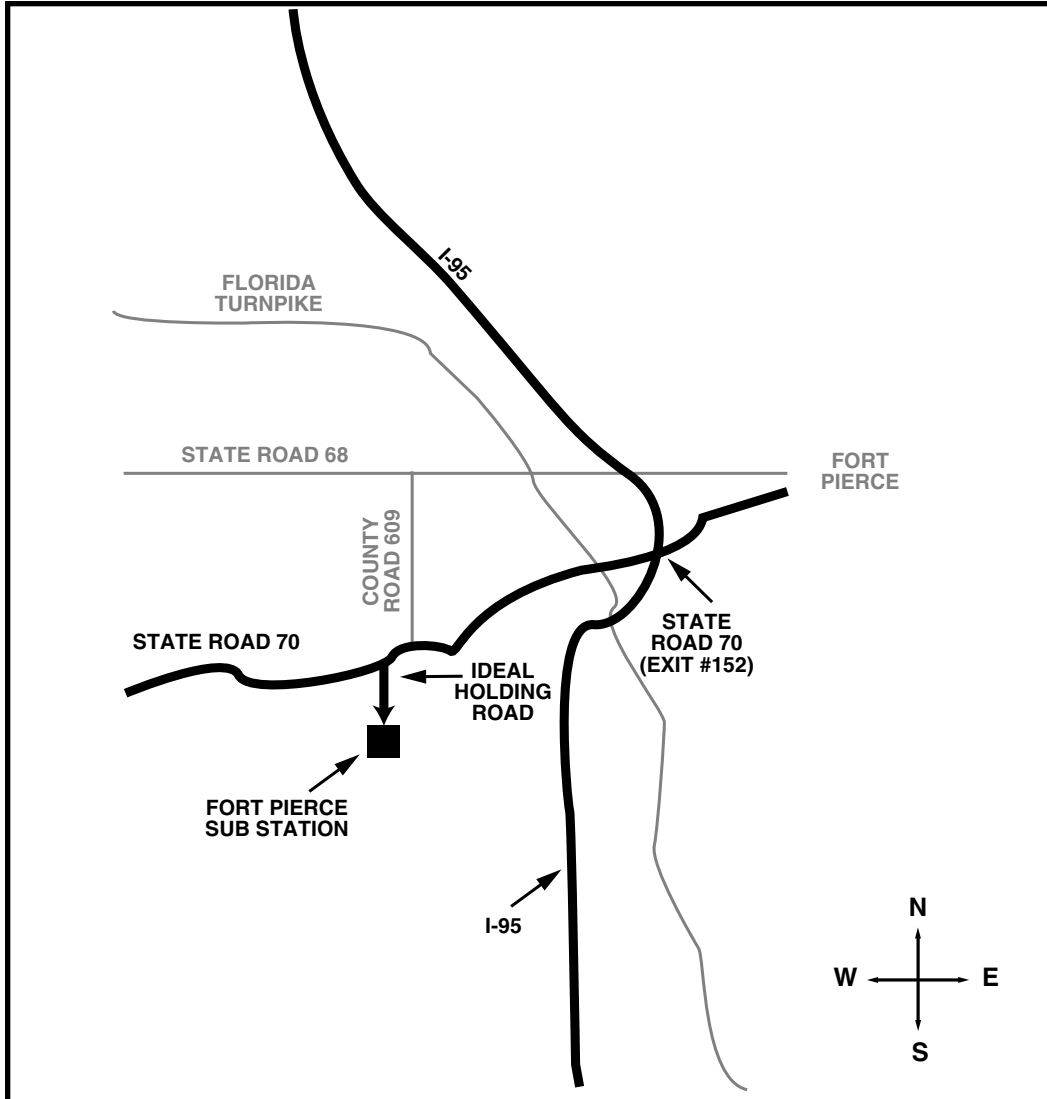 I-95
FLORIDA
TURNPIKE
STATE ROAD 68
FORT
PIERCE
COUNTY
ROAD 609
STATE ROAD 70
STATE
ROAD 70
(EXIT #152)
IDEAL
HOLDING
ROAD
FORT PIERCE
SUB STATION
I-95
N
W
E
S